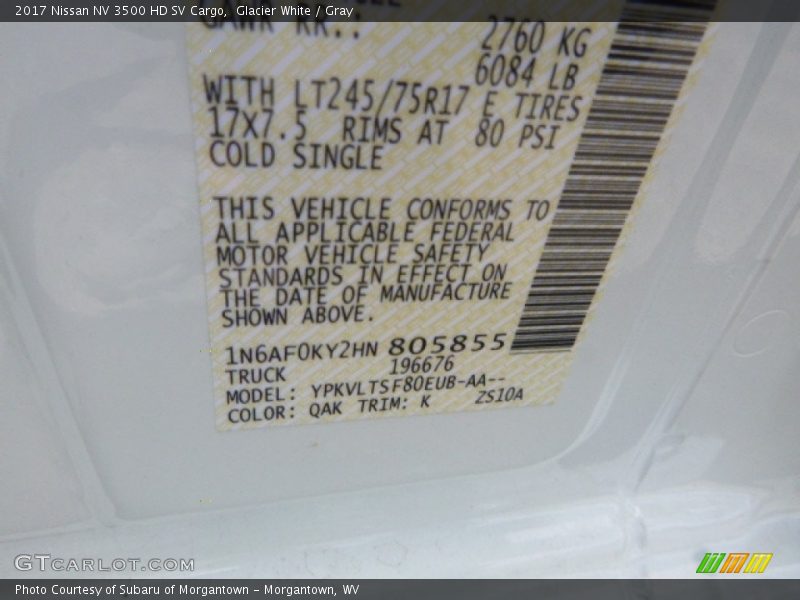 2017 Nissan NV 3500 HD SV Cargo,  Glacier White / Gray
GAWR RR.:
2760 KG
6084 LB
WITH LT245/75R17 E TIRES
17X7.5 RIMS AT 80 PSI
COLD SINGLE
THIS VEHICLE CONFORMS TO
ALL APPLICABLE FEDERAL
MOTOR VEHICLE SAFETY
STANDARDS IN EFFECT ON
THE DATE OF MANUFACTURE
SHOWN ABOVE.
1N6AF0KY2HN 805855
TRUCK 196676
MODEL: YPKVLTSF80EUB-AA--
COLOR: QAK TRIM: K ZS10A
GTCARLOT.COM
Photo Courtesy of Subaru of Morgantown - Morgantown, WV